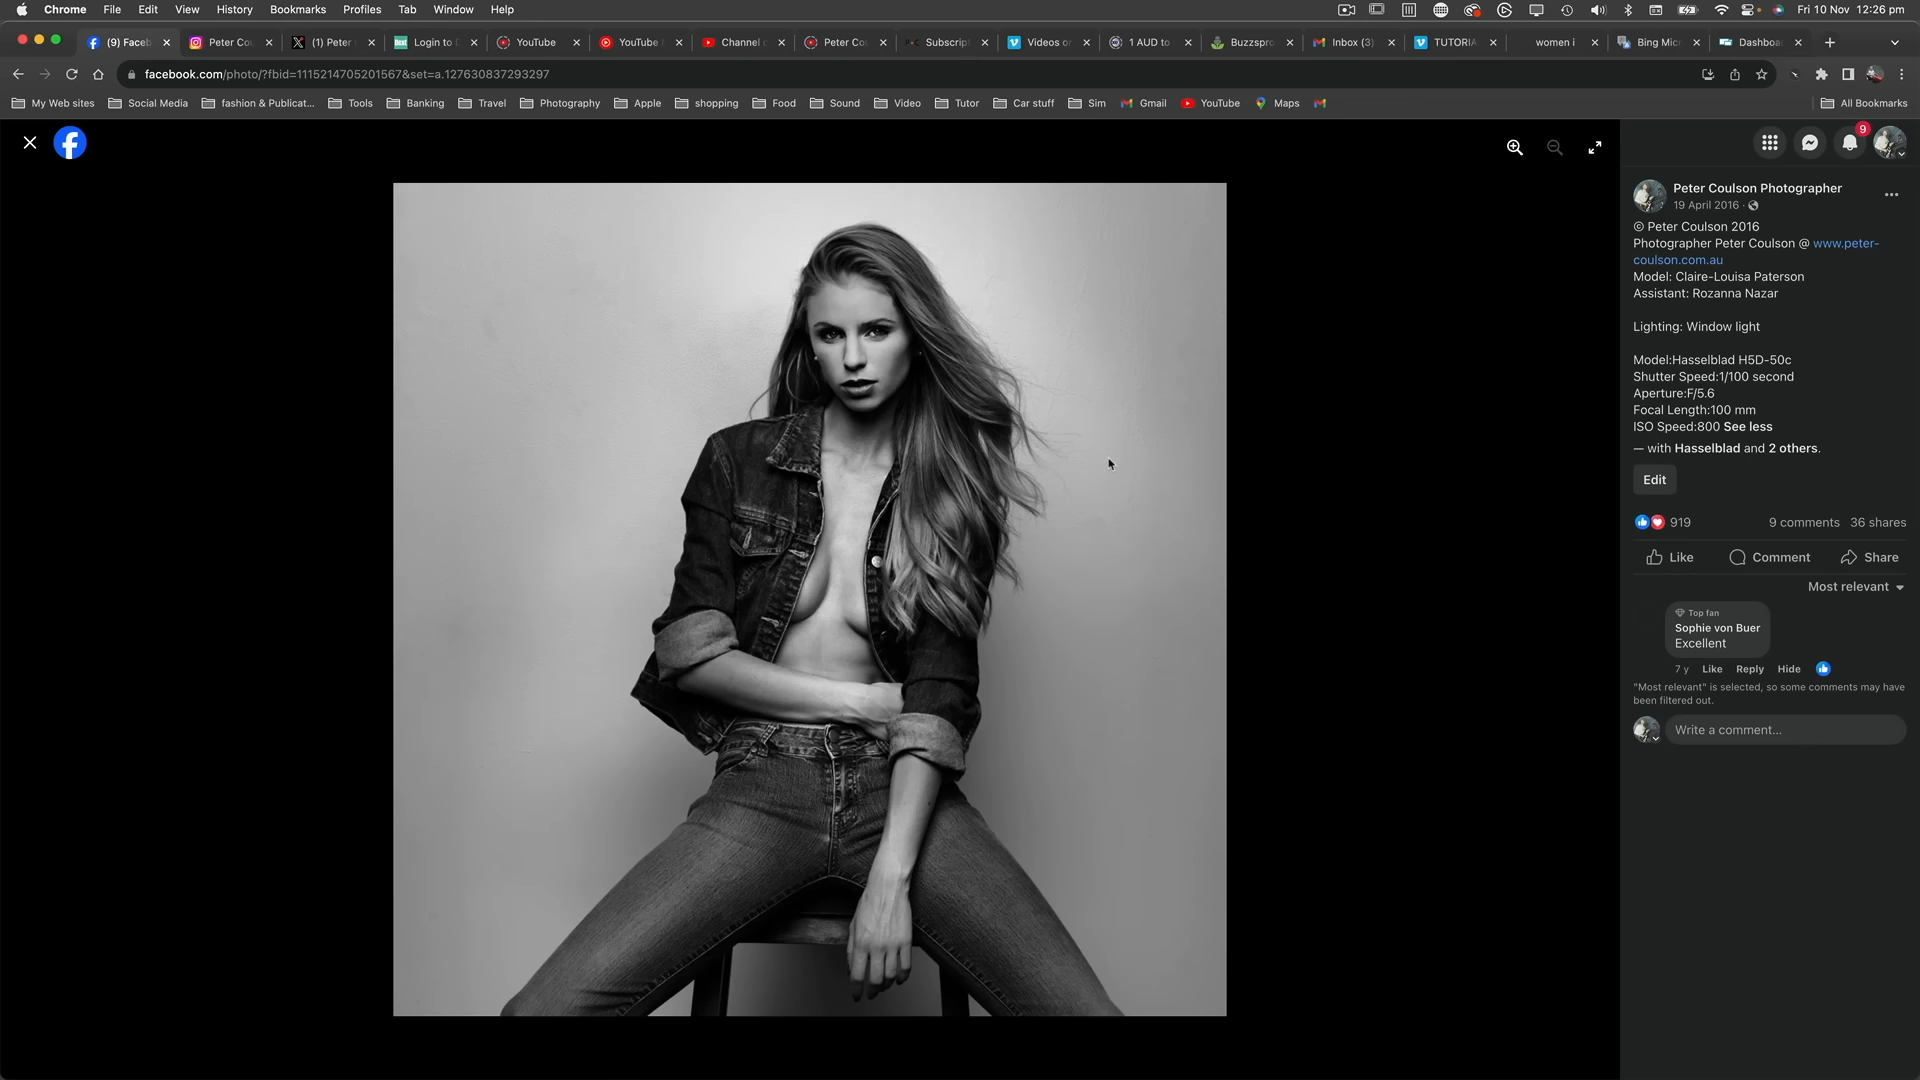 Chrome File Edit View History Bookmarks Profiles Tab Window Help Fri 10 Nov 12:26 pm
(9) Faceb Peter Cou (1) Peter Login to YouTube YouTube Channel Peter Co Subscript Videos o 1 AUD to Buzzspro Inbox (3) TUTORIA women i Bing Mic Dashboa
facebook.com/photo/?fbid=1115214705201567&set=a.127630837293297
My Web sites Social Media fashion & Publicat... Tools Banking Travel Photography Apple shopping Food Sound Video Tutor Car stuff Sim Gmail YouTube Maps All Bookmarks
9
Peter Coulson Photographer
19 April 2016 ·
© Peter Coulson 2016
Photographer Peter Coulson @ www.peter-
coulson.com.au
Model: Claire-Louisa Paterson
Assistant: Rozanna Nazar
Lighting: Window light
Model:Hasselblad H5D-50c
Shutter Speed:1/100 second
Aperture:F/5.6
Focal Length:100 mm
ISO Speed:800 See less
— with Hasselblad and 2 others.
Edit
919 9 comments 36 shares
Like Comment Share
Most relevant
Top fan
Sophie von Buer
Excellent
7 y Like Reply Hide
"Most relevant" is selected, so some comments may have
been filtered out.
Write a comment...